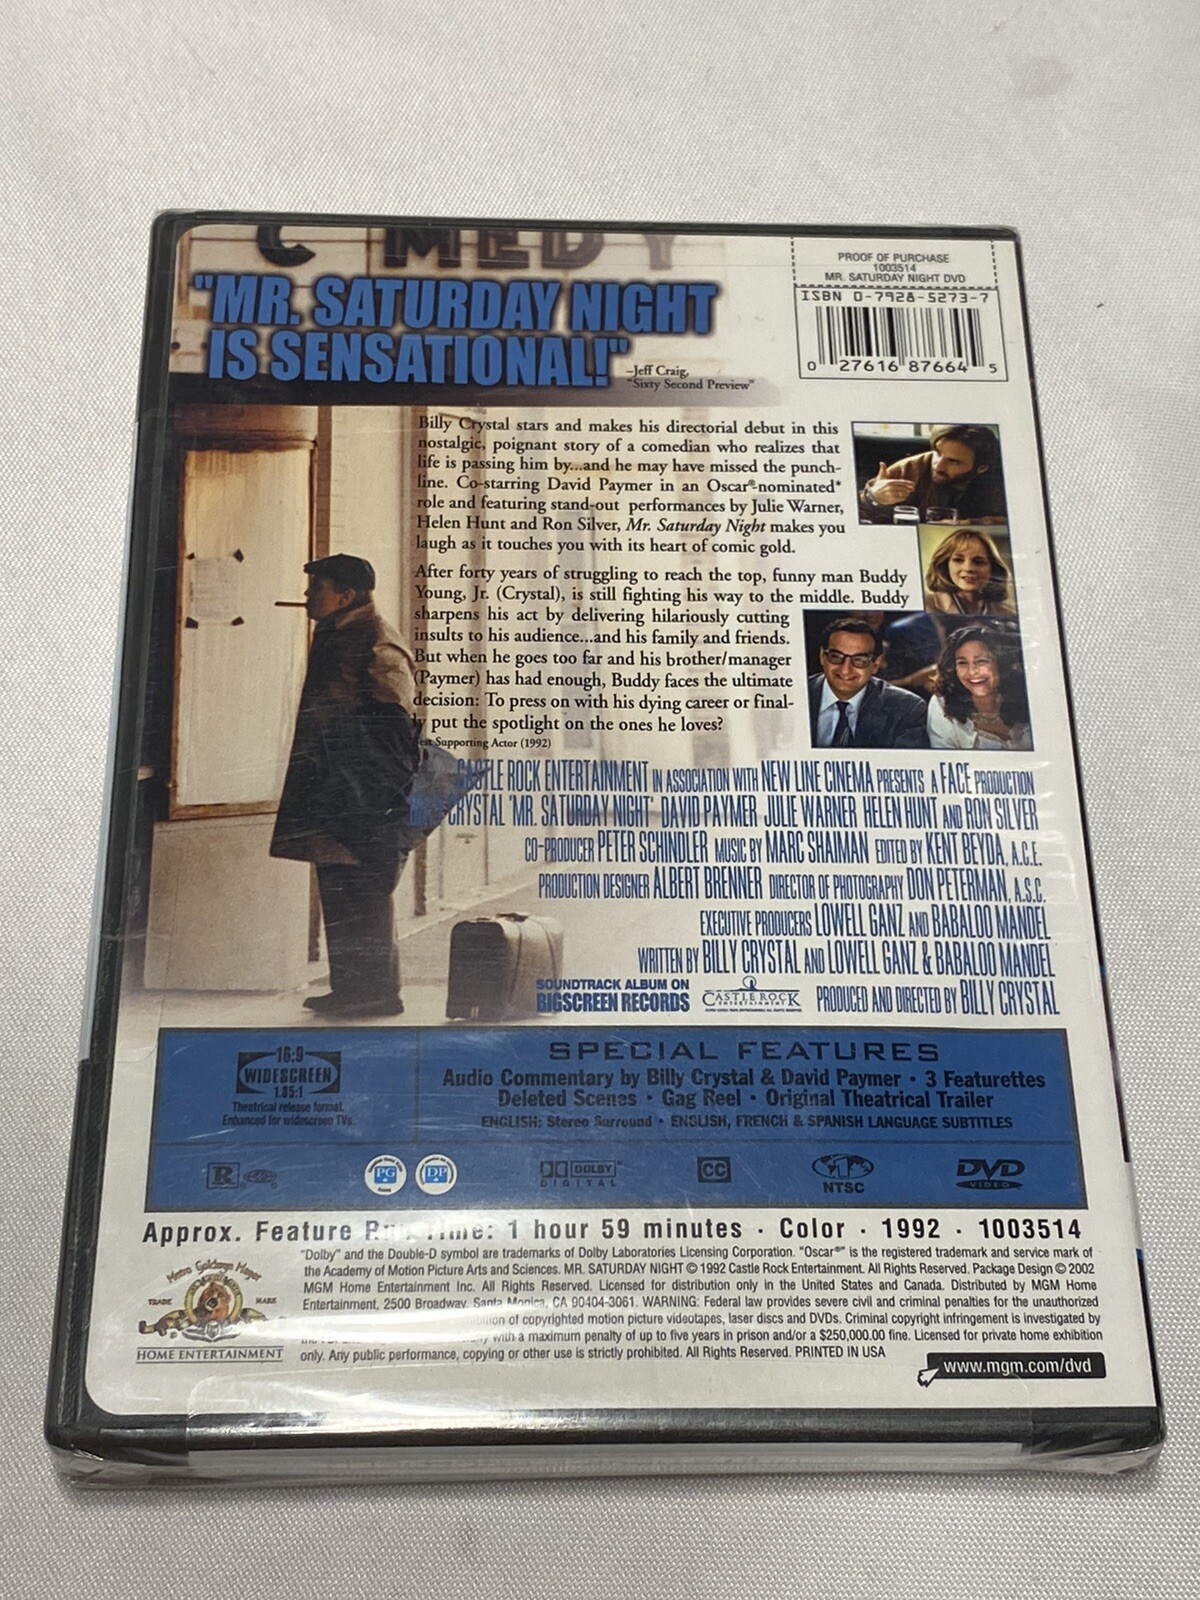 C MEDY
"MR. SATURDAY NIGHT
IS SENSATIONAL!"
–Jeff Craig,
"Sixty Second Preview"
PROOF OF PURCHASE
1003514
MR. SATURDAY NIGHT DVD
ISBN 0-7928-5273-7
0 27616 87664 5
Billy Crystal stars and makes his directorial debut in this
nostalgic, poignant story of a comedian who realizes that
life is passing him by...and he may have missed the punch-
line. Co-starring David Paymer in an Oscar®-nominated*
role and featuring stand-out performances by Julie Warner,
Helen Hunt and Ron Silver, Mr. Saturday Night makes you
laugh as it touches you with its heart of comic gold.
After forty years of struggling to reach the top, funny man Buddy
Young, Jr. (Crystal), is still fighting his way to the middle. Buddy
sharpens his act by delivering hilariously cutting
insults to his audience...and his family and friends.
But when he goes too far and his brother/manager
(Paymer) has had enough, Buddy faces the ultimate
decision: To press on with his dying career or final-
ly put the spotlight on the ones he loves?
Supporting Actor (1992)
CASTLE ROCK ENTERTAINMENT IN ASSOCIATION WITH NEW LINE CINEMA PRESENTS A FACE PRODUCTION
CRYSTAL 'MR. SATURDAY NIGHT' DAVID PAYMER JULIE WARNER HELEN HUNT AND RON SILVER
CO-PRODUCER PETER SCHINDLER MUSIC BY MARC SHAIMAN EDITED BY KENT BEYDA, A.C.E.
PRODUCTION DESIGNER ALBERT BRENNER DIRECTOR OF PHOTOGRAPHY DON PETERMAN, A.S.C.
EXECUTIVE PRODUCERS LOWELL GANZ AND BABALOO MANDEL
WRITTEN BY BILLY CRYSTAL AND LOWELL GANZ & BABALOO MANDEL
SOUNDTRACK ALBUM ON
BIGSCREEN RECORDS
CASTLE ROCK
ENTERTAINMENT
PRODUCED AND DIRECTED BY BILLY CRYSTAL
16:9
WIDESCREEN
1.85:1
Theatrical release format.
Enhanced for widescreen TVs.
SPECIAL FEATURES
Audio Commentary by Billy Crystal & David Paymer · 3 Featurettes
Deleted Scenes · Gag Reel · Original Theatrical Trailer
ENGLISH: Stereo Surround · ENGLISH, FRENCH & SPANISH LANGUAGE SUBTITLES
R
PG
DP
DOLBY
DIGITAL
CC
NTSC
DVD
VIDEO
Approx. Feature Run Time: 1 hour 59 minutes · Color · 1992 · 1003514
"Dolby" and the Double-D symbol are trademarks of Dolby Laboratories Licensing Corporation. "Oscar®" is the registered trademark and service mark of
the Academy of Motion Picture Arts and Sciences. MR. SATURDAY NIGHT © 1992 Castle Rock Entertainment. All Rights Reserved. Package Design © 2002
MGM Home Entertainment Inc. All Rights Reserved. Licensed for distribution only in the United States and Canada. Distributed by MGM Home
Entertainment, 2500 Broadway, Santa Monica, CA 90404-3061. WARNING: Federal law provides severe civil and criminal penalties for the unauthorized
of copyrighted motion picture videotapes, laser discs and DVDs. Criminal copyright infringement is investigated by
with a maximum penalty of up to five years in prison and/or a $250,000.00 fine. Licensed for private home exhibition
only. Any public performance, copying or other use is strictly prohibited. All Rights Reserved. PRINTED IN USA
Metro Goldwyn Mayer
TRADE MARK
HOME ENTERTAINMENT
www.mgm.com/dvd